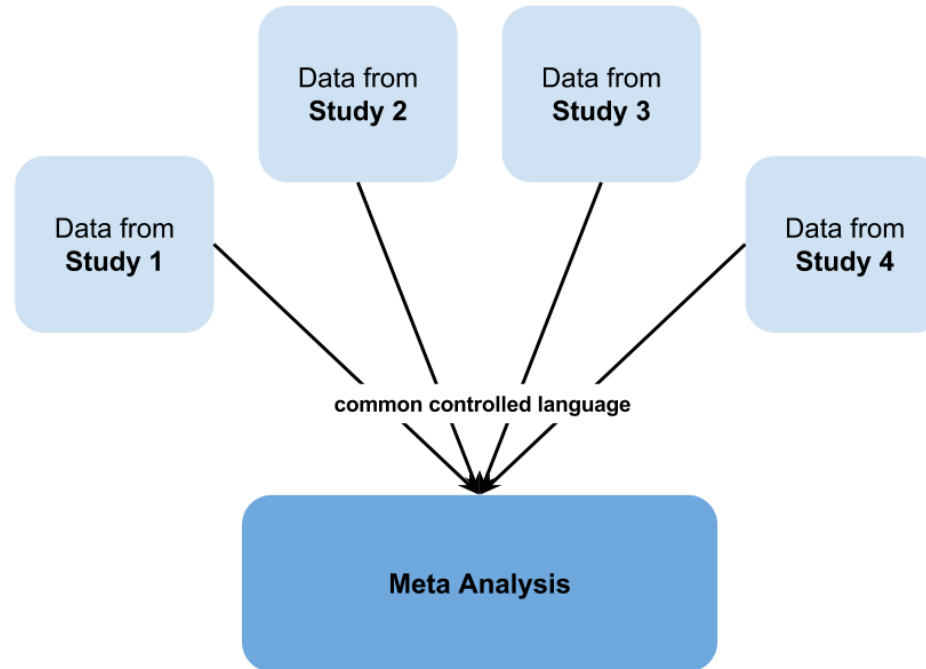 Data from
Study 1
Data from
Study 2
Data from
Study 3
Data from
Study 4
common controlled language
Meta Analysis